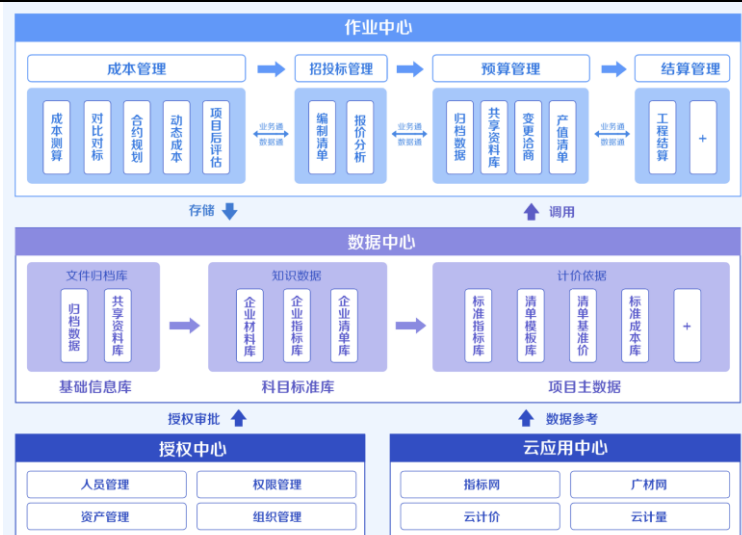 作业中心
成本管理
招投标管理
预算管理
结算管理
成本测算
对比对标
合约规划
动态成本
项目后评估
业务通
数据通
编制清单
报价分析
业务通
数据通
归档数据
共享资料库
变更洽商
产值清单
业务通
数据通
工程结算
+
存储
调用
数据中心
文件归档库
知识数据
计价依据
归档数据
共享资料库
企业材料库
企业指标库
企业清单库
标准指标库
清单模板库
清单基准价
标准成本库
+
基础信息库
科目标准库
项目主数据
授权审批
数据参考
授权中心
云应用中心
人员管理
权限管理
指标网
广材网
资产管理
组织管理
云计价
云计量